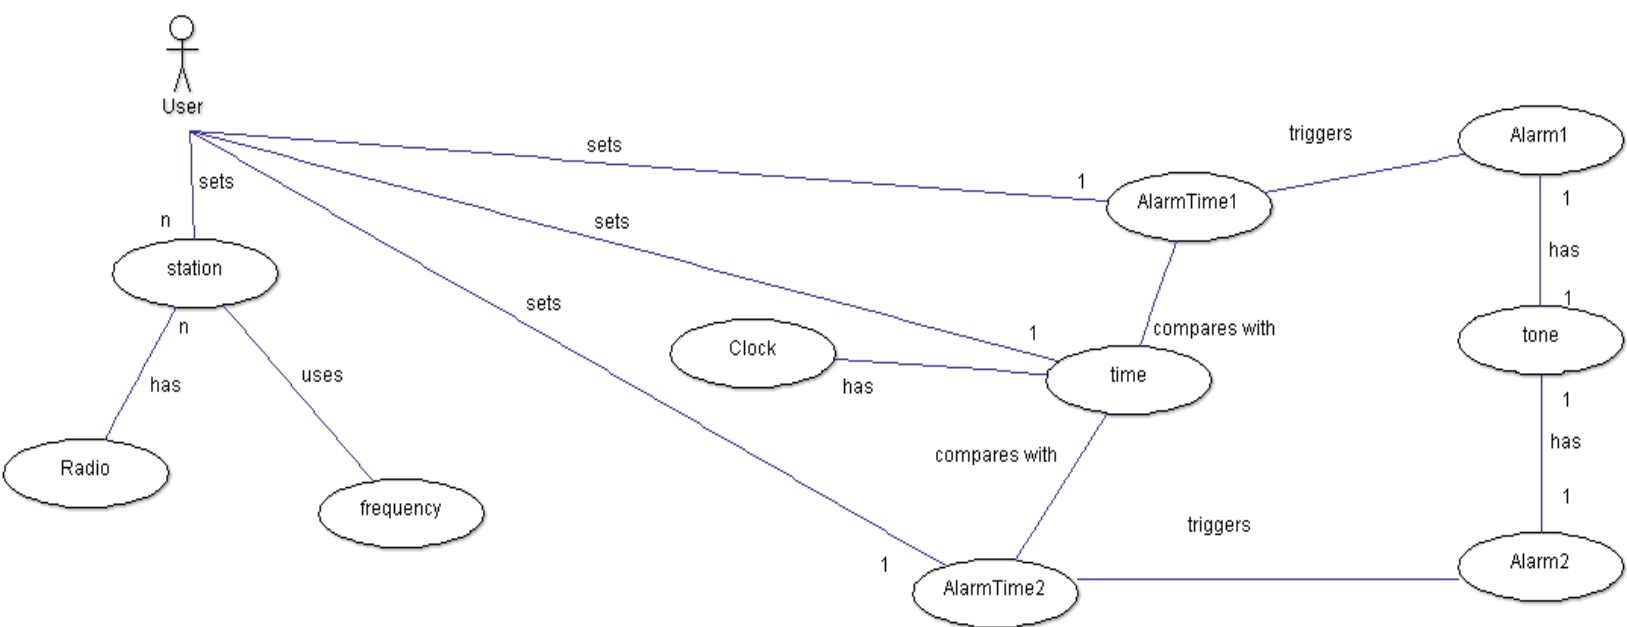 User
triggers
Alarm1
sets
sets
1
AlarmTime1
1
n
sets
has
station
sets
1
n
1
compares with
Clock
time
tone
has
uses
has
1
compares with
has
Radio
1
frequency
triggers
1
AlarmTime2
Alarm2